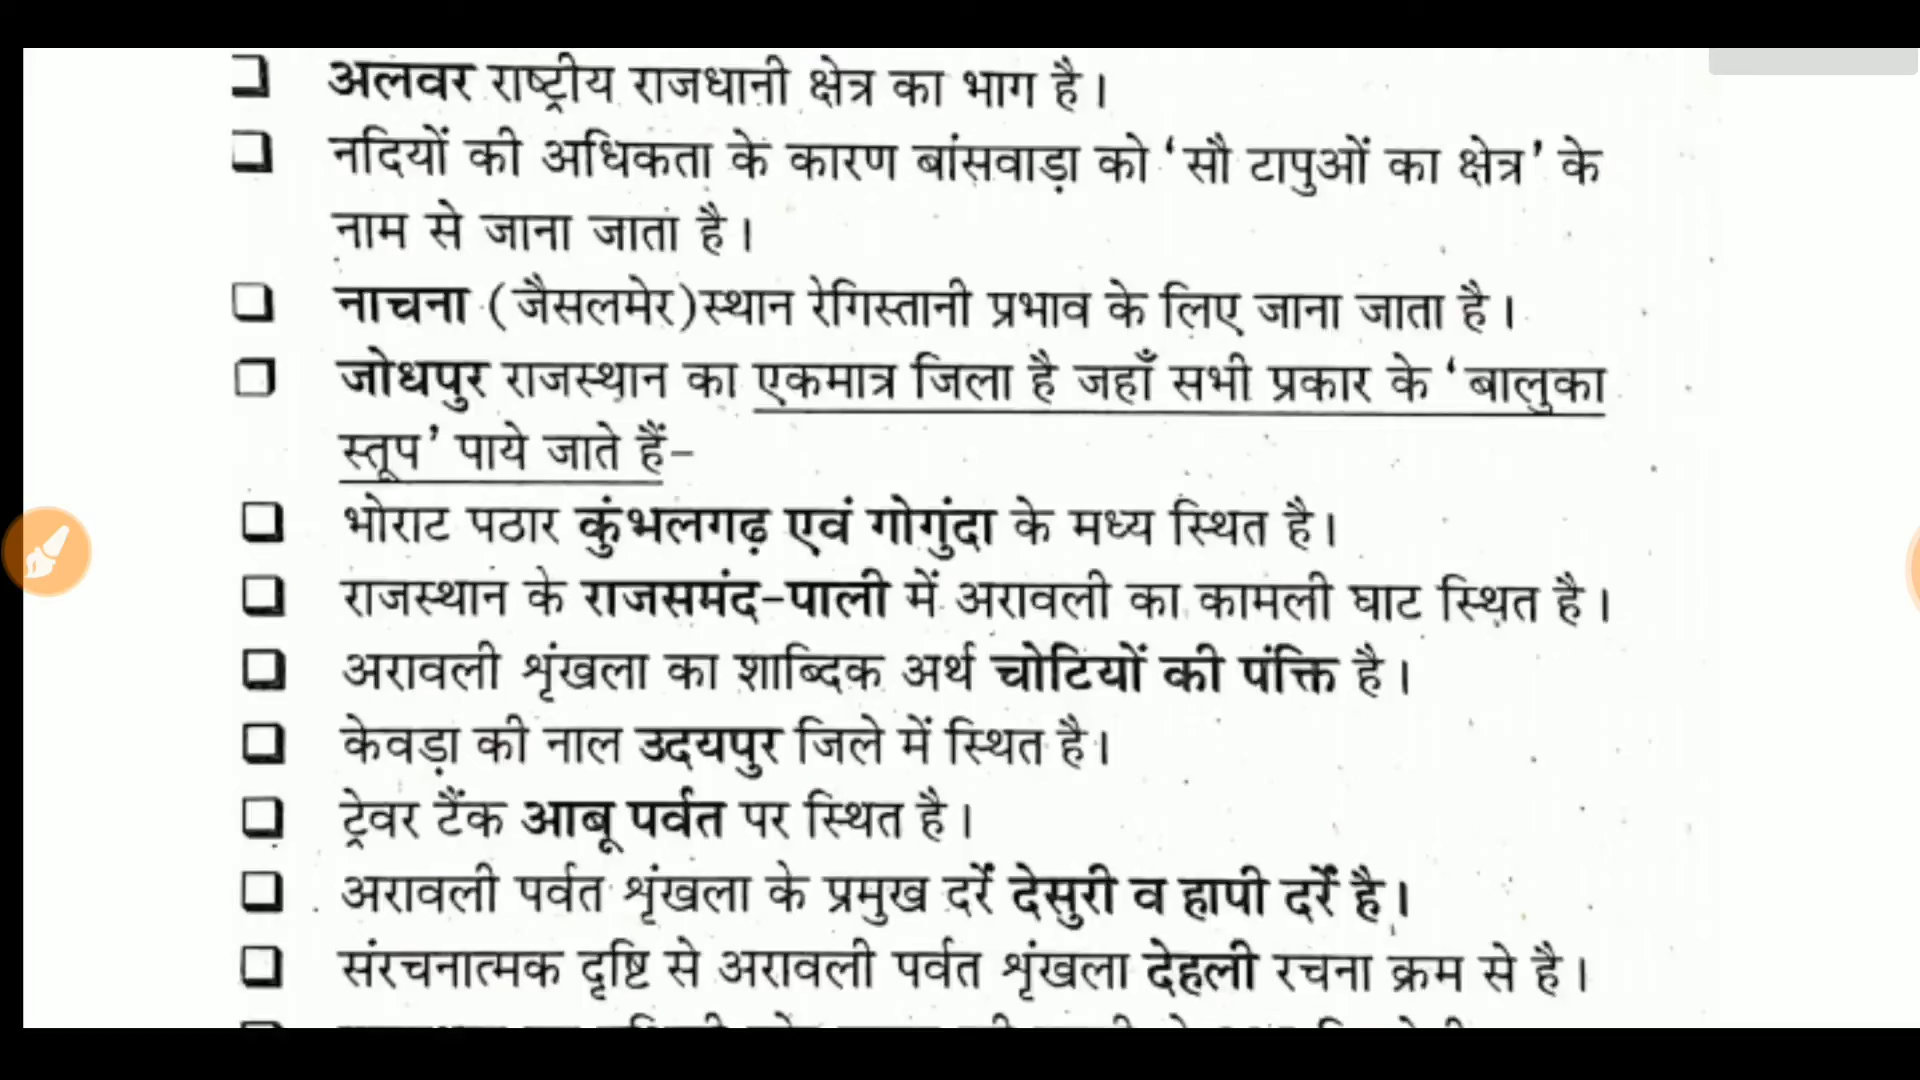 ❑ अलवर राष्ट्रीय राजधानी क्षेत्र का भाग है।
❑ नदियों की अधिकता के कारण बांसवाड़ा को ‘सौ टापुओं का क्षेत्र’ के
नाम से जाना जाता है।
❑ नाचना (जैसलमेर)स्थान रेगिस्तानी प्रभाव के लिए जाना जाता है।
❑ जोधपुर राजस्थान का एकमात्र जिला है जहाँ सभी प्रकार के ‘बालुका
स्तूप’ पाये जाते हैं-
❑ भोराट पठार कुंभलगढ़ एवं गोगुंदा के मध्य स्थित है।
❑ राजस्थान के राजसमंद-पाली में अरावली का कामली घाट स्थित है।
❑ अरावली शृंखला का शाब्दिक अर्थ चोटियों की पंक्ति है।
❑ केवड़ा की नाल उदयपुर जिले में स्थित है।
❑ ट्रेवर टैंक आबू पर्वत पर स्थित है।
❑ अरावली पर्वत शृंखला के प्रमुख दर्रे देसुरी व हापी दर्रे है।
❑ संरचनात्मक दृष्टि से अरावली पर्वत शृंखला देहली रचना क्रम से है।